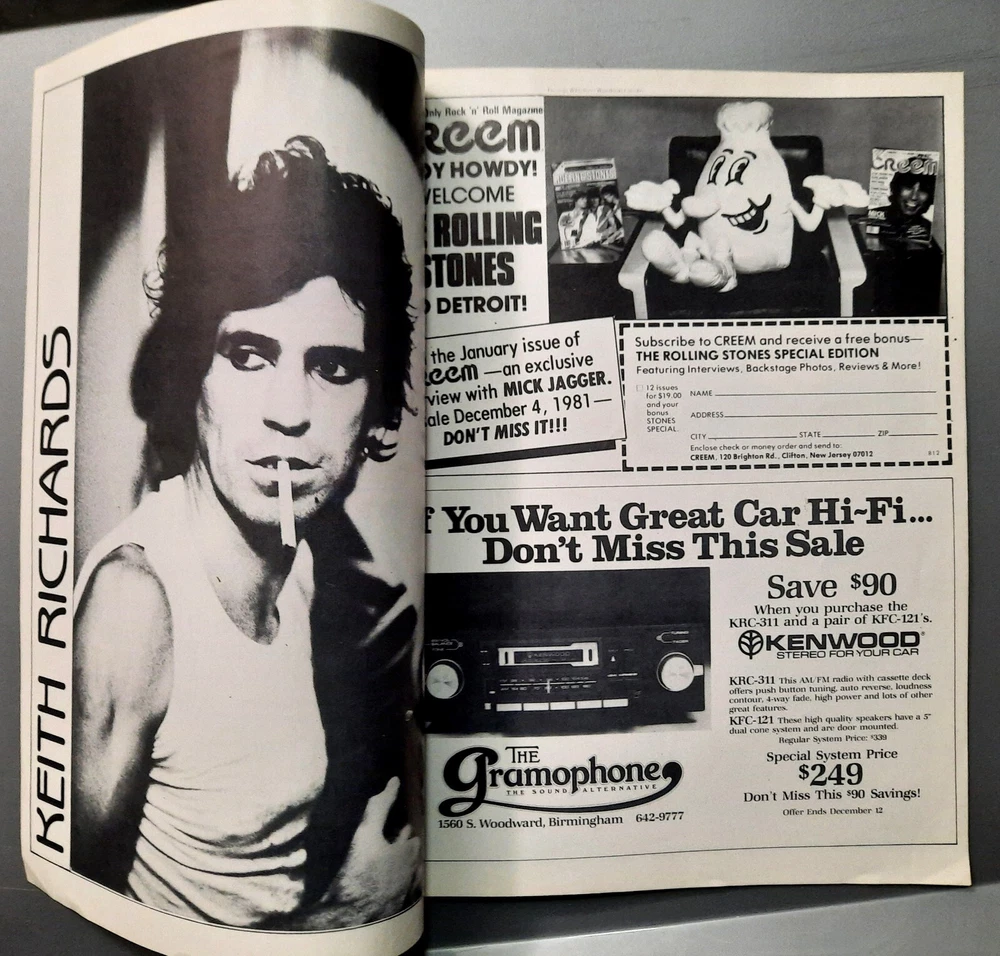 KEITH RICHARDS
Only Rock 'n' Roll Magazine
reem
OY HOWDY!
ELCOME
ROLLING
STONES
DETROIT!
CREEM
the January issue of
reem —an exclusive
view with MICK JAGGER.
ale December 4, 1981—
DON'T MISS IT!!!
Subscribe to CREEM and receive a free bonus—
THE ROLLING STONES SPECIAL EDITION
Featuring Interviews, Backstage Photos, Reviews & More!
12 issues
for $19.00
and your
bonus
STONES
SPECIAL.
NAME
ADDRESS
CITY STATE ZIP
Enclose check or money order and send to:
CREEM, 120 Brighton Rd., Clifton, New Jersey 07012
812
f You Want Great Car Hi~Fi...
Don't Miss This Sale
Save $90
When you purchase the
KRC-311 and a pair of KFC-121's.
KENWOOD®
STEREO FOR YOUR CAR
KRC-311 This AM/FM radio with cassette deck
offers push button tuning, auto reverse, loudness
contour, 4-way fade, high power and lots of other
great features.
KFC-121 These high quality speakers have a 5"
dual cone system and are door mounted.
Regular System Price: $339
Special System Price
$249
Don't Miss This $90 Savings!
Offer Ends December 12
KENWOOD
THE
Gramophone
THE SOUND ALTERNATIVE
1560 S. Woodward, Birmingham 642-9777